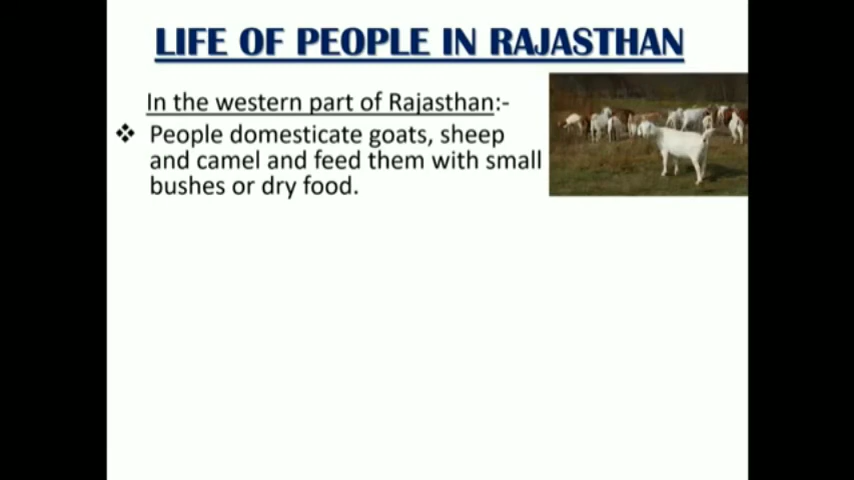 LIFE OF PEOPLE IN RAJASTHAN
In the western part of Rajasthan:-
❖ People domesticate goats, sheep
and camel and feed them with small
bushes or dry food.